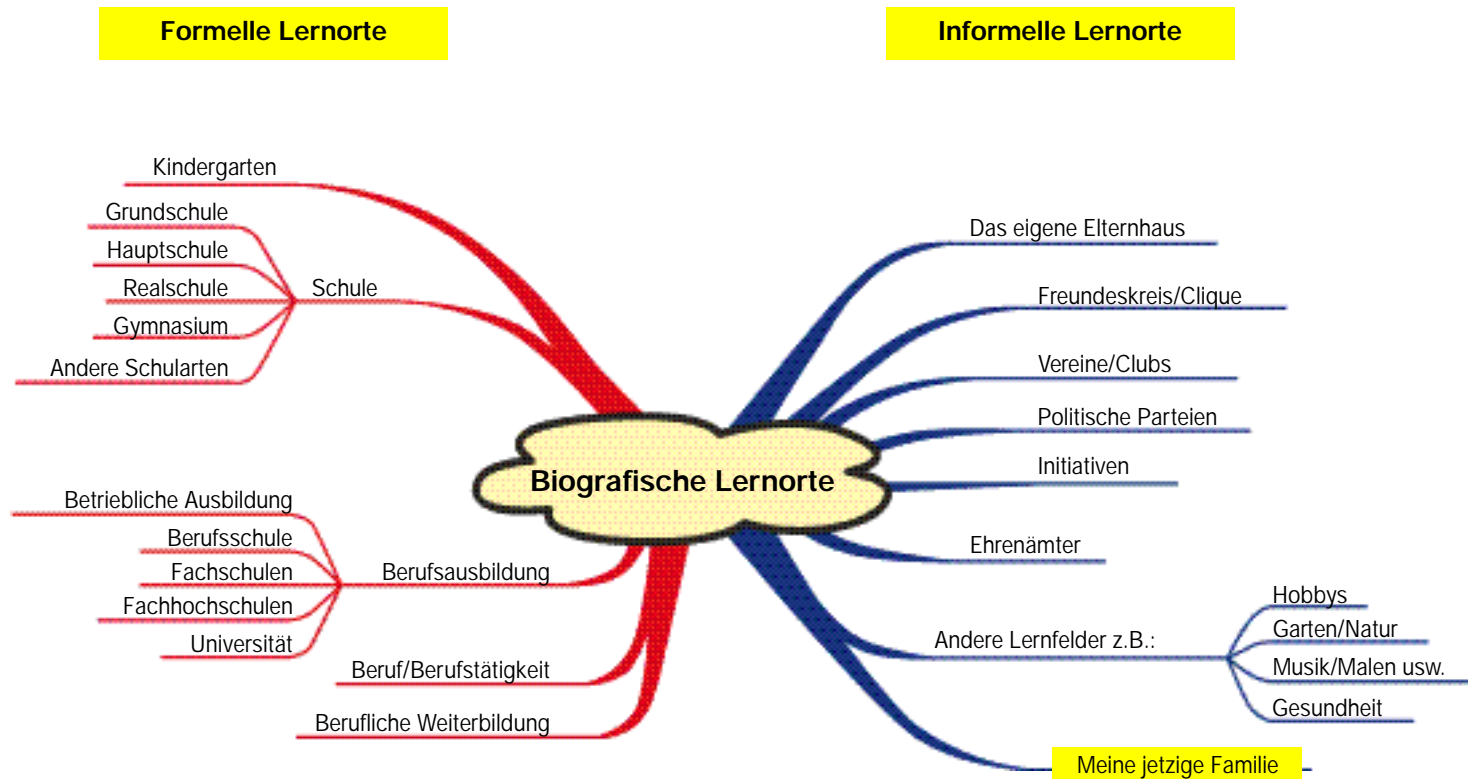 Formelle Lernorte
Informelle Lernorte
Kindergarten
Grundschule
Hauptschule
Realschule
Gymnasium
Andere Schularten
Schule
Betriebliche Ausbildung
Berufsschule
Fachschulen
Fachhochschulen
Universität
Berufsausbildung
Beruf/Berufstätigkeit
Berufliche Weiterbildung
Biografische Lernorte
Das eigene Elternhaus
Freundeskreis/Clique
Vereine/Clubs
Politische Parteien
Initiativen
Ehrenämter
Andere Lernfelder z.B.:
Hobbys
Garten/Natur
Musik/Malen usw.
Gesundheit
Meine jetzige Familie